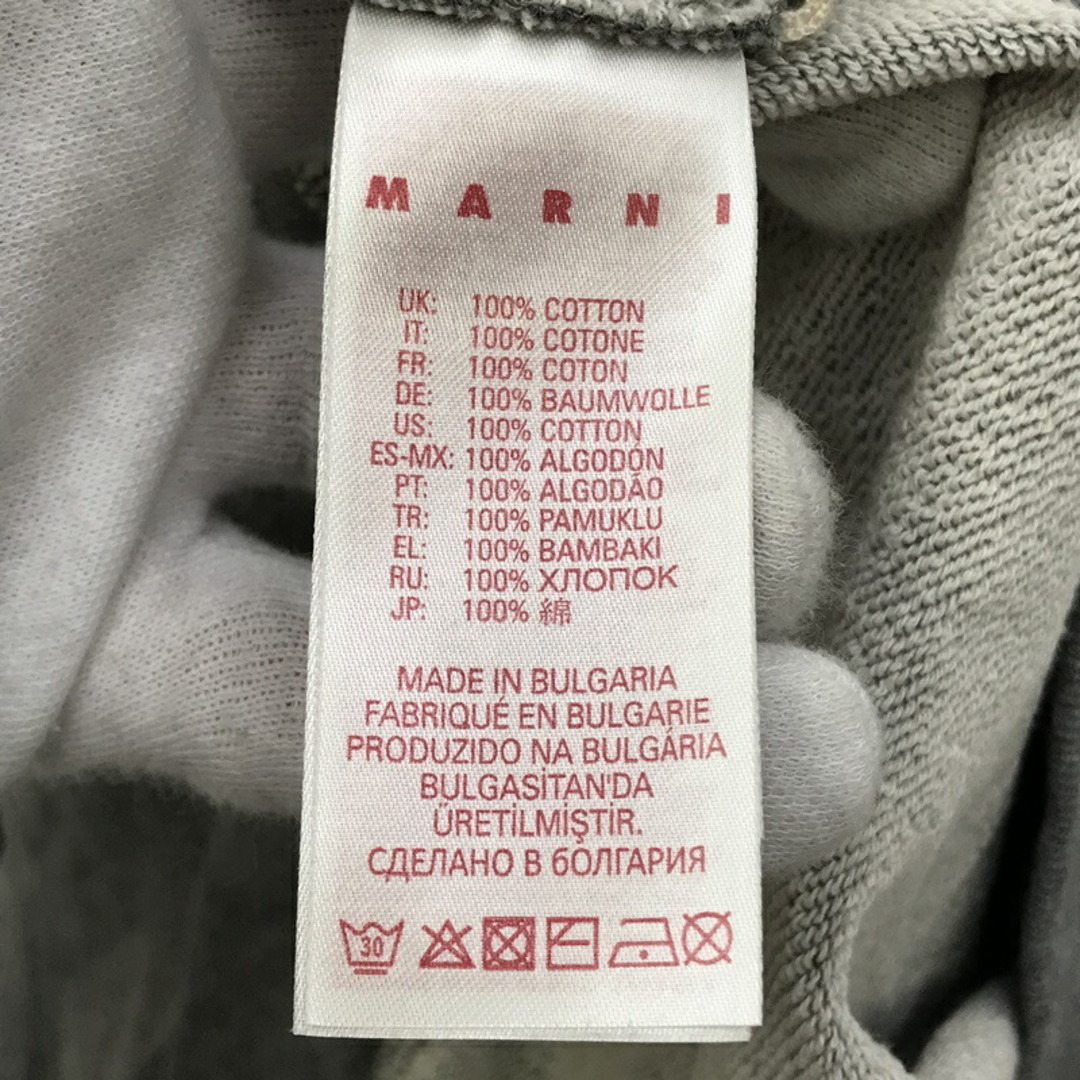 MARNI
UK: 100% COTTON
IT: 100% COTONE
FR: 100% COTON
DE: 100% BAUMWOLLE
US: 100% COTTON
ES-MX: 100% ALGODÓN
PT: 100% ALGODÃO
TR: 100% PAMUKLU
EL: 100% BAMBAKI
RU: 100% ХЛОПОК
JP: 100% 綿
MADE IN BULGARIA
FABRIQUÉ EN BULGARIE
PRODUZIDO NA BULGÁRIA
BULGASİTAN'DA
ÜRETİLMİŞTİR.
СДЕЛАНО В бОЛГАРИЯ
30